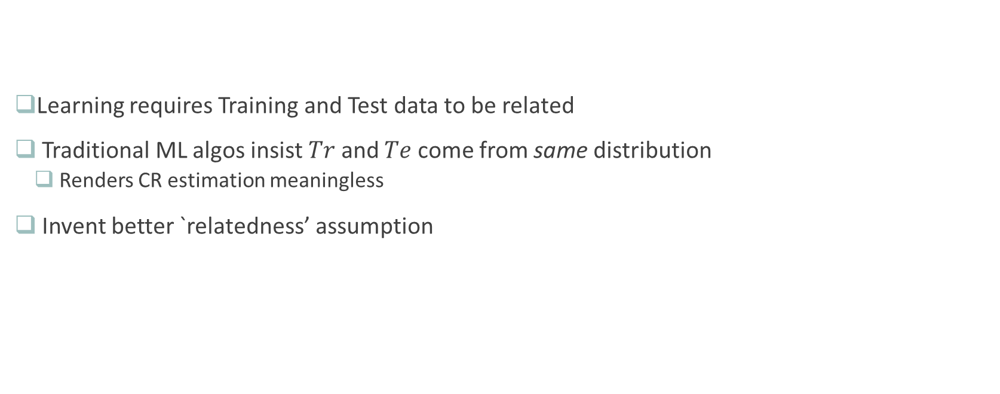 Learning requires Training and Test data to be related
Traditional ML algos insist Tr and Te come from same distribution
Renders CR estimation meaningless
Invent better `relatedness’ assumption